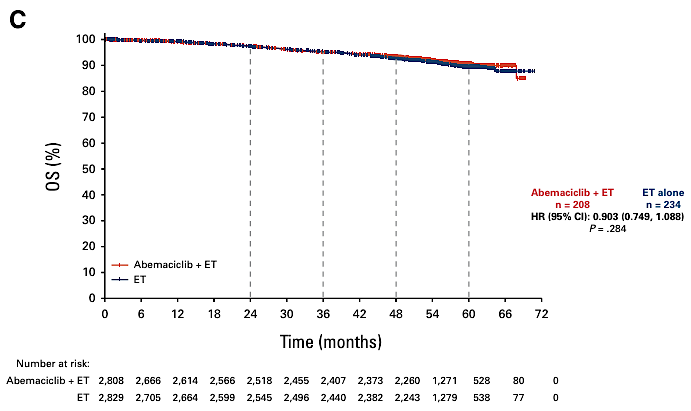 C
100
90
80
70
60
50
40
30
20
10
0
OS (%)
Abemaciclib + ET
ET
0 6 12 18 24 30 36 42 48 54 60 66 72
Time (months)
Abemaciclib + ET ET alone
n = 208 n = 234
HR (95% CI): 0.903 (0.749, 1.088)
P = .284
Number at risk:
Abemaciclib + ET 2,808 2,666 2,614 2,566 2,518 2,455 2,407 2,373 2,260 1,271 528 80 0
ET 2,829 2,705 2,664 2,599 2,545 2,496 2,440 2,382 2,243 1,279 538 77 0